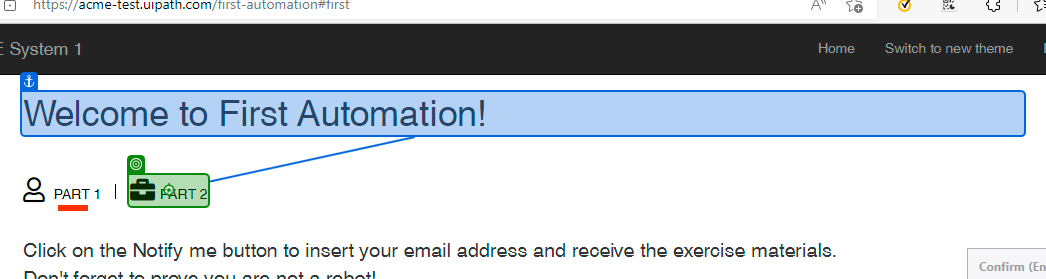 https://acme-test.uipath.com/first-automation#first
E System 1 Home Switch to new theme
Welcome to First Automation!
PART 1 | PART 2
Click on the Notify me button to insert your email address and receive the exercise materials.
Don't forget to prove you are not a robot!
Confirm (En